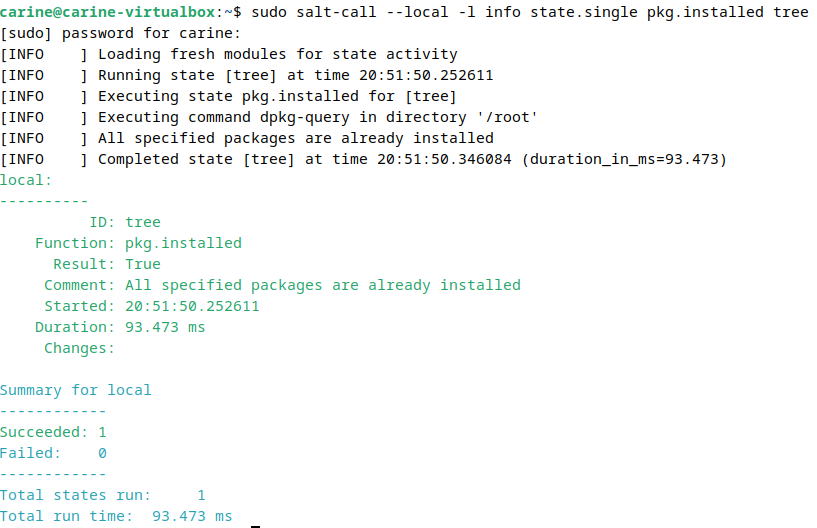 carine@carine-virtualbox:~$ sudo salt-call --local -l info state.single pkg.installed tree
[sudo] password for carine:
[INFO    ] Loading fresh modules for state activity
[INFO    ] Running state [tree] at time 20:51:50.252611
[INFO    ] Executing state pkg.installed for [tree]
[INFO    ] Executing command dpkg-query in directory '/root'
[INFO    ] All specified packages are already installed
[INFO    ] Completed state [tree] at time 20:51:50.346084 (duration_in_ms=93.473)
local:
----------
          ID: tree
    Function: pkg.installed
      Result: True
     Comment: All specified packages are already installed
     Started: 20:51:50.252611
    Duration: 93.473 ms
     Changes:

Summary for local
------------
Succeeded: 1
Failed:    0
------------
Total states run:     1
Total run time:  93.473 ms